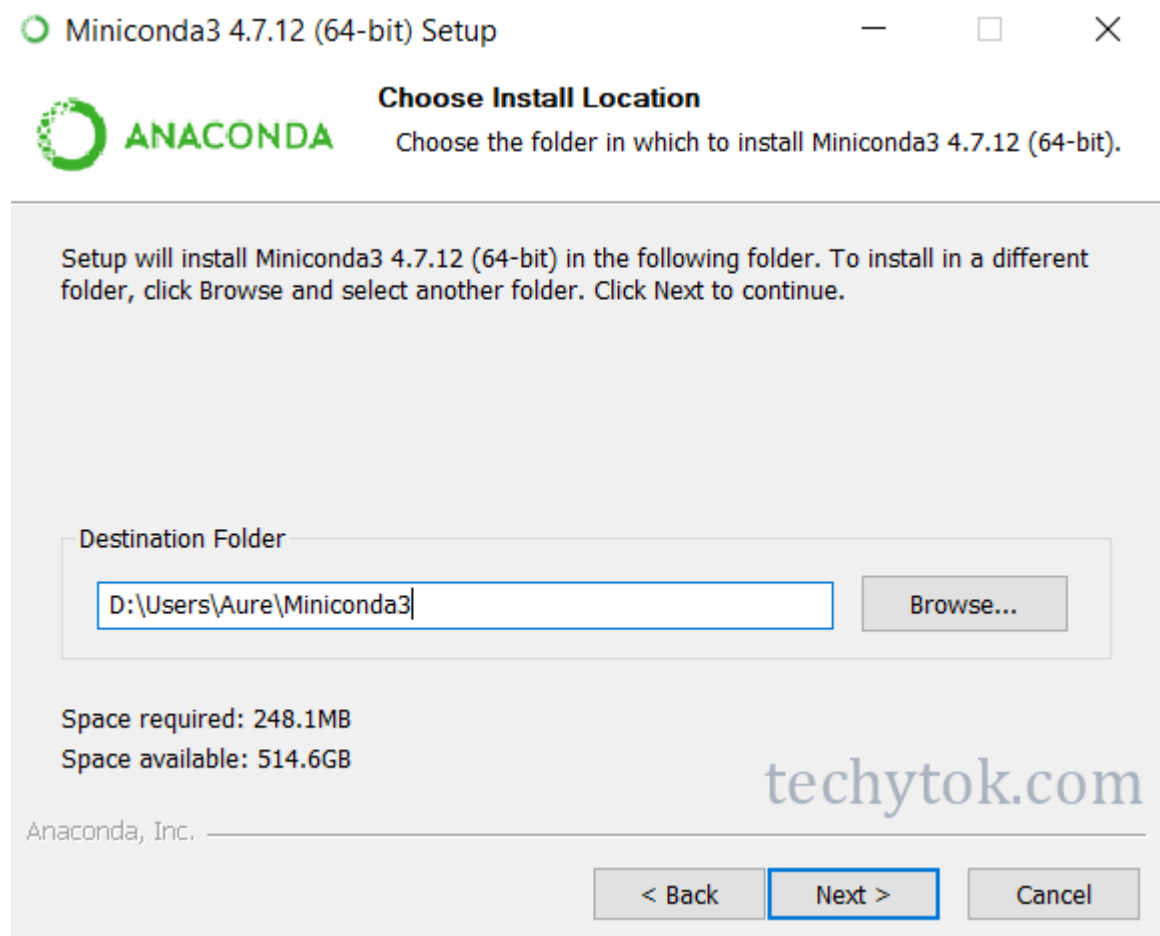 Miniconda3 4.7.12 (64-bit) Setup
ANACONDA
Choose Install Location
Choose the folder in which to install Miniconda3 4.7.12 (64-bit).
Setup will install Miniconda3 4.7.12 (64-bit) in the following folder. To install in a different
folder, click Browse and select another folder. Click Next to continue.
Destination Folder
D:\Users\Aure\Miniconda3
Browse...
Space required: 248.1MB
Space available: 514.6GB
techytok.com
Anaconda, Inc.
< Back
Next >
Cancel